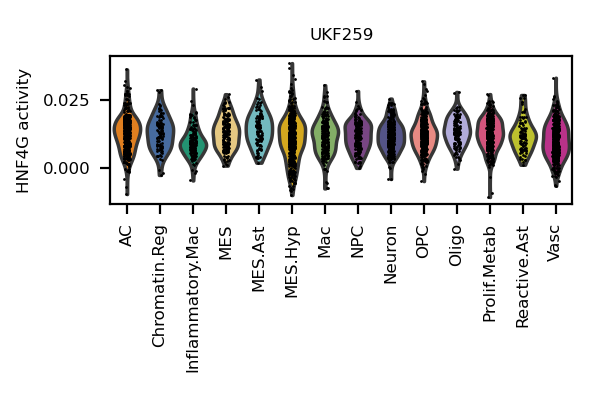 UKF259
HNF4G activity
0.025
0.000
AC
Chromatin.Reg
Inflammatory.Mac
MES
MES.Ast
MES.Hyp
Mac
NPC
Neuron
OPC
Oligo
Prolif.Metab
Reactive.Ast
Vasc